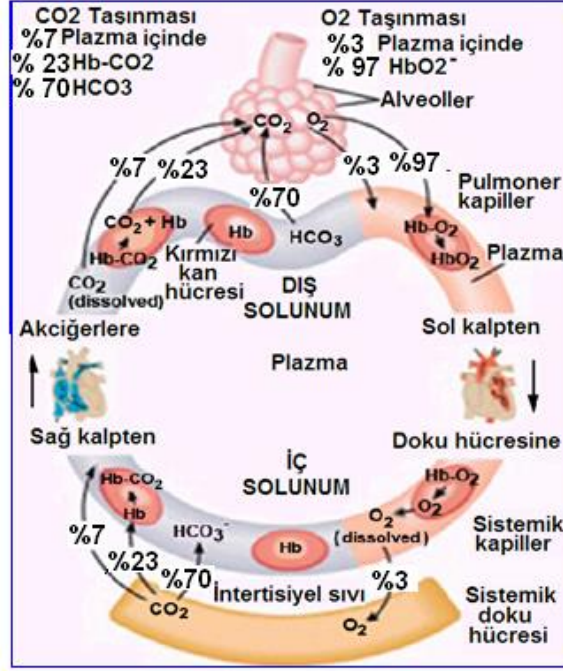 CO2 Taşınması
%7 Plazma içinde
% 23 Hb-CO2
% 70 HCO3
O2 Taşınması
%3 Plazma içinde
% 97 HbO2⁻
Alveoller
CO₂ O₂
%7
%23
%70
%3
%97
Pulmoner
kapiller
CO₂ + Hb
Hb-CO₂
Hb
HCO₃
Hb-O₂
HbO₂
Kırmızı
kan
hücresi
Plazma
CO₂
(dissolved)
DIŞ
SOLUNUM
Akciğerlere
Sol kalpten
Plazma
Sağ kalpten
Doku hücresine
İÇ
SOLUNUM
Hb-CO₂
Hb
HCO₃⁻
Hb
Hb-O₂
O₂
O₂
(dissolved)
Sistemik
kapiller
%7
%23
%70
%3
İntertisiyel sıvı
CO₂
O₂
Sistemik
doku
hücresi